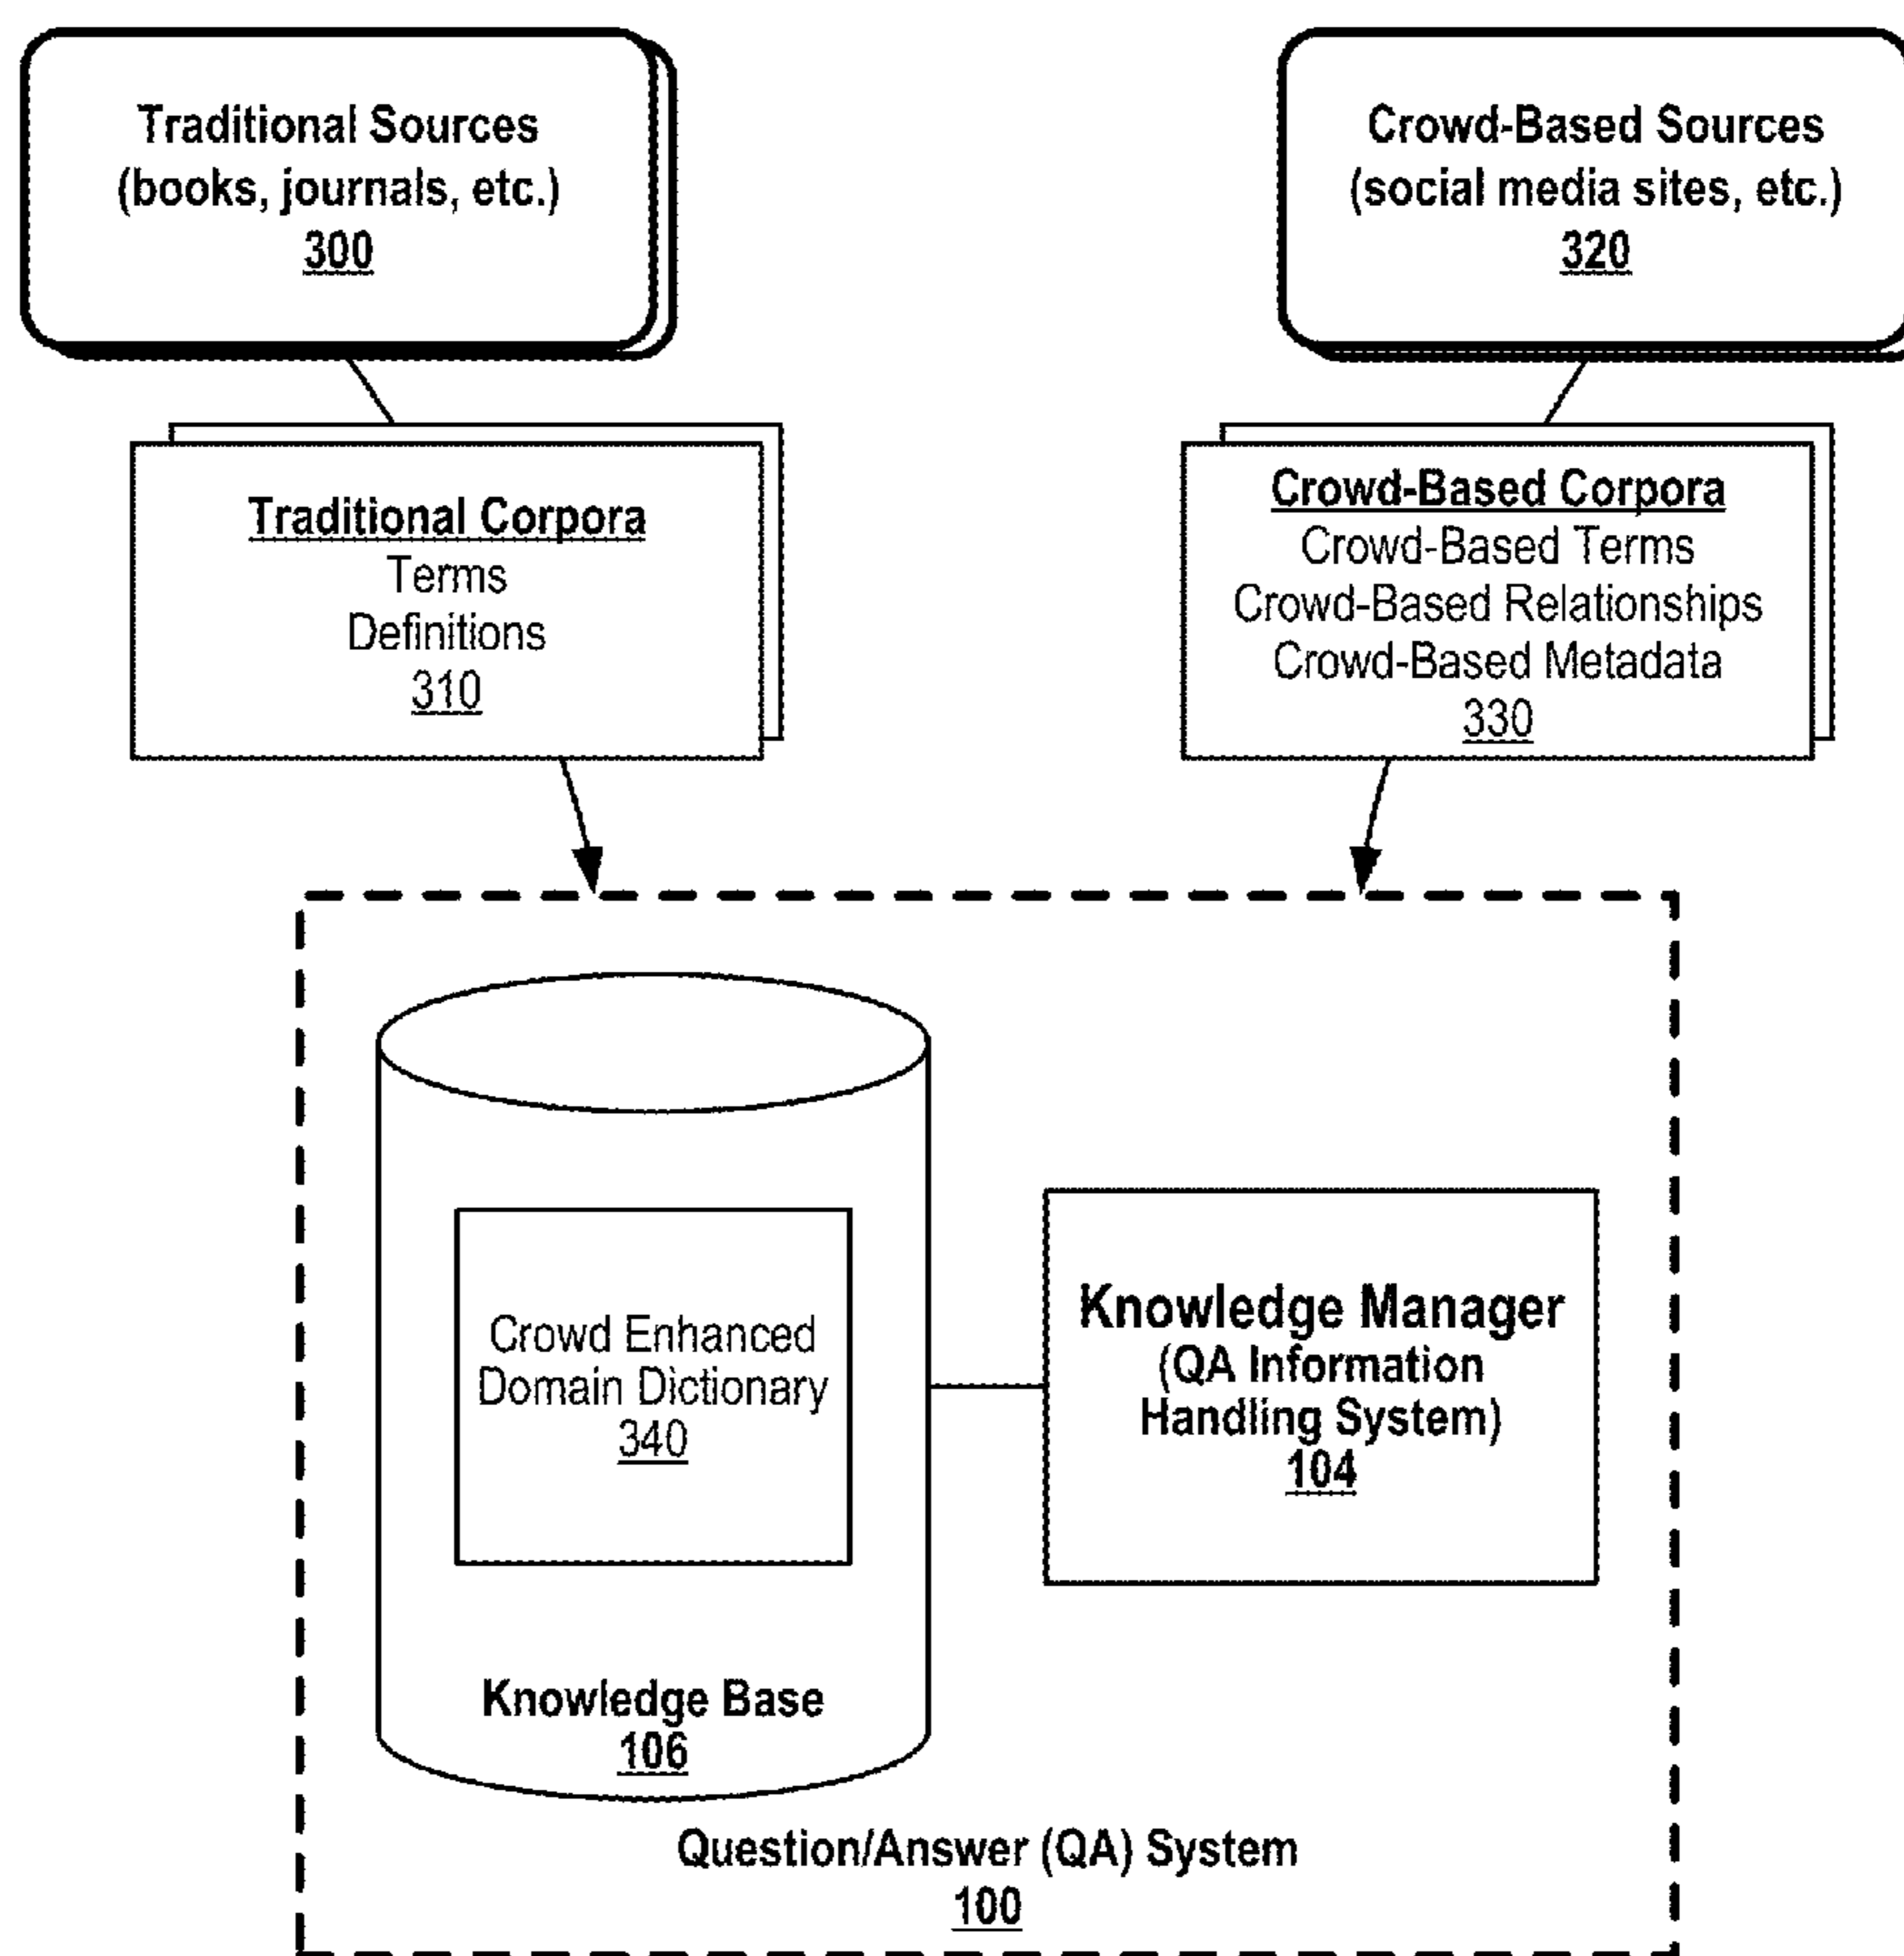 Traditional Sources
(books, journals, etc.)
300
Crowd-Based Sources
(social media sites, etc.)
320
Traditional Corpora
Terms
Definitions
310
Crowd-Based Corpora
Crowd-Based Terms
Crowd-Based Relationships
Crowd-Based Metadata
330
Crowd Enhanced
Domain Dictionary
340
Knowledge Base
106
Knowledge Manager
(QA Information
Handling System)
104
Question/Answer (QA) System
100